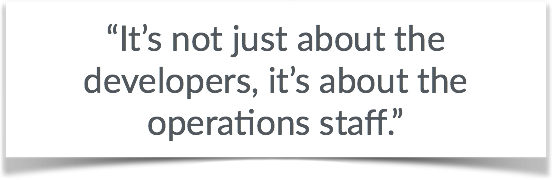 “It’s not just about the
developers, it’s about the
operations staff.”